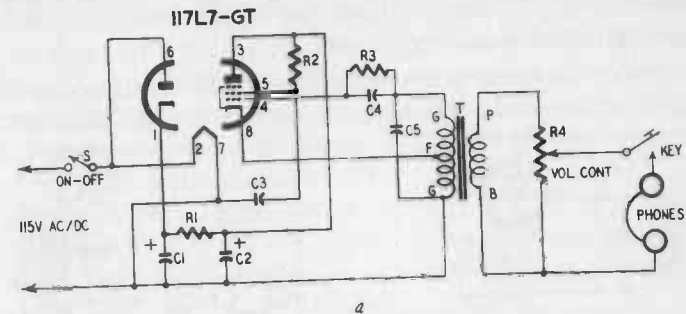 117L7-GT
6
3
R2
R3
5
4
C4
1
2
7
8
C5
G
T
P
F
R4
KEY
S
ON-OFF
VOL CONT
C3
G
B
PHONES
115V AC/DC
R1
+
C1
+
C2
a